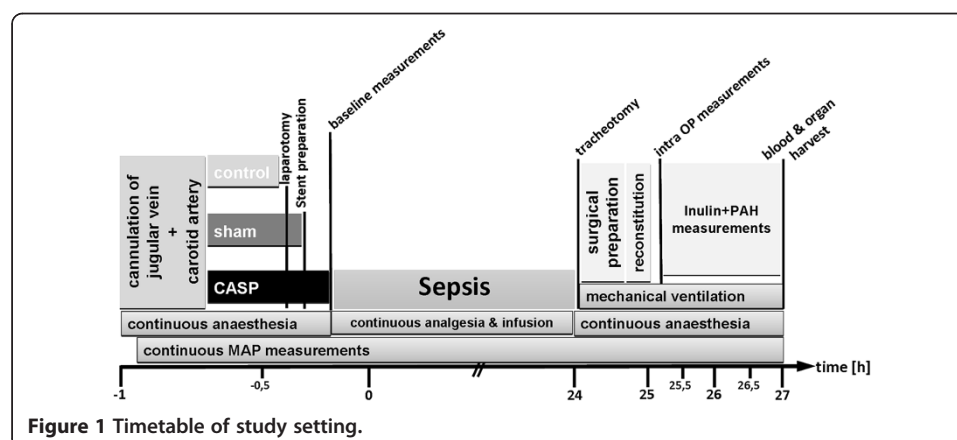 baseline measurements
tracheotomy
intra OP measurements
blood & organ
harvest
laparotomy
Stent preparation
cannulation of
jugular vein
+
carotid artery
control
sham
CASP
Sepsis
surgical
preparation
reconstitution
Inulin+PAH
measurements
mechanical ventilation
continuous anaesthesia
continuous analgesia & infusion
continuous anaesthesia
continuous MAP measurements
time [h]
-1
-0,5
0
//
24
25
25,5
26
26,5
27
Figure 1 Timetable of study setting.